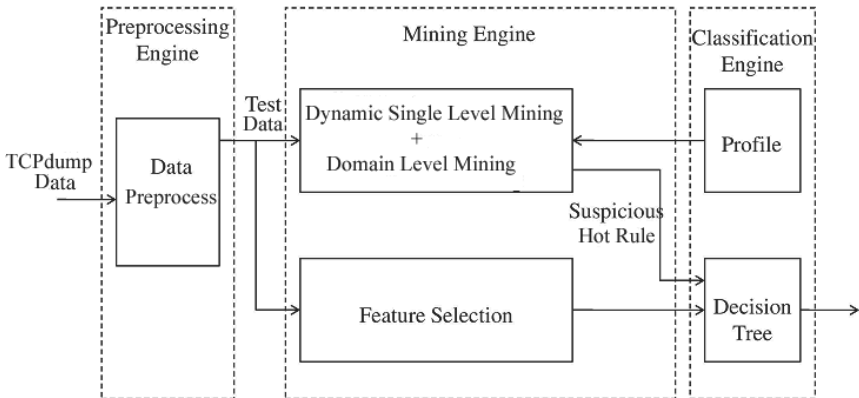 Preprocessing
Engine
Mining Engine
Classification
Engine
TCPdump
Data
Data
Preprocess
Test
Data
Dynamic Single Level Mining
+
Domain Level Mining
Profile
Suspicious
Hot Rule
Feature Selection
Decision
Tree